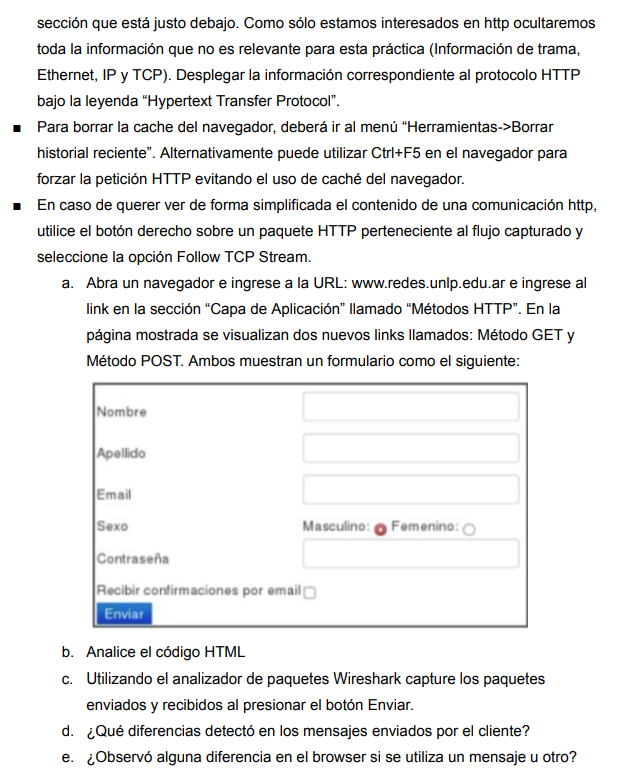 sección que está justo debajo. Como sólo estamos interesados en http ocultaremos
toda la información que no es relevante para esta práctica (Información de trama,
Ethernet, IP y TCP). Desplegar la información correspondiente al protocolo HTTP
bajo la leyenda “Hypertext Transfer Protocol”.
▪ Para borrar la cache del navegador, deberá ir al menú “Herramientas->Borrar
historial reciente”. Alternativamente puede utilizar Ctrl+F5 en el navegador para
forzar la petición HTTP evitando el uso de caché del navegador.
▪ En caso de querer ver de forma simplificada el contenido de una comunicación http,
utilice el botón derecho sobre un paquete HTTP perteneciente al flujo capturado y
seleccione la opción Follow TCP Stream.
a. Abra un navegador e ingrese a la URL: www.redes.unlp.edu.ar e ingrese al
link en la sección “Capa de Aplicación” llamado “Métodos HTTP”. En la
página mostrada se visualizan dos nuevos links llamados: Método GET y
Método POST. Ambos muestran un formulario como el siguiente:
Nombre
Apellido
Email
Sexo Masculino: Femenino:
Contraseña
Recibir confirmaciones por email
Enviar
b. Analice el código HTML
c. Utilizando el analizador de paquetes Wireshark capture los paquetes
enviados y recibidos al presionar el botón Enviar.
d. ¿Qué diferencias detectó en los mensajes enviados por el cliente?
e. ¿Observó alguna diferencia en el browser si se utiliza un mensaje u otro?